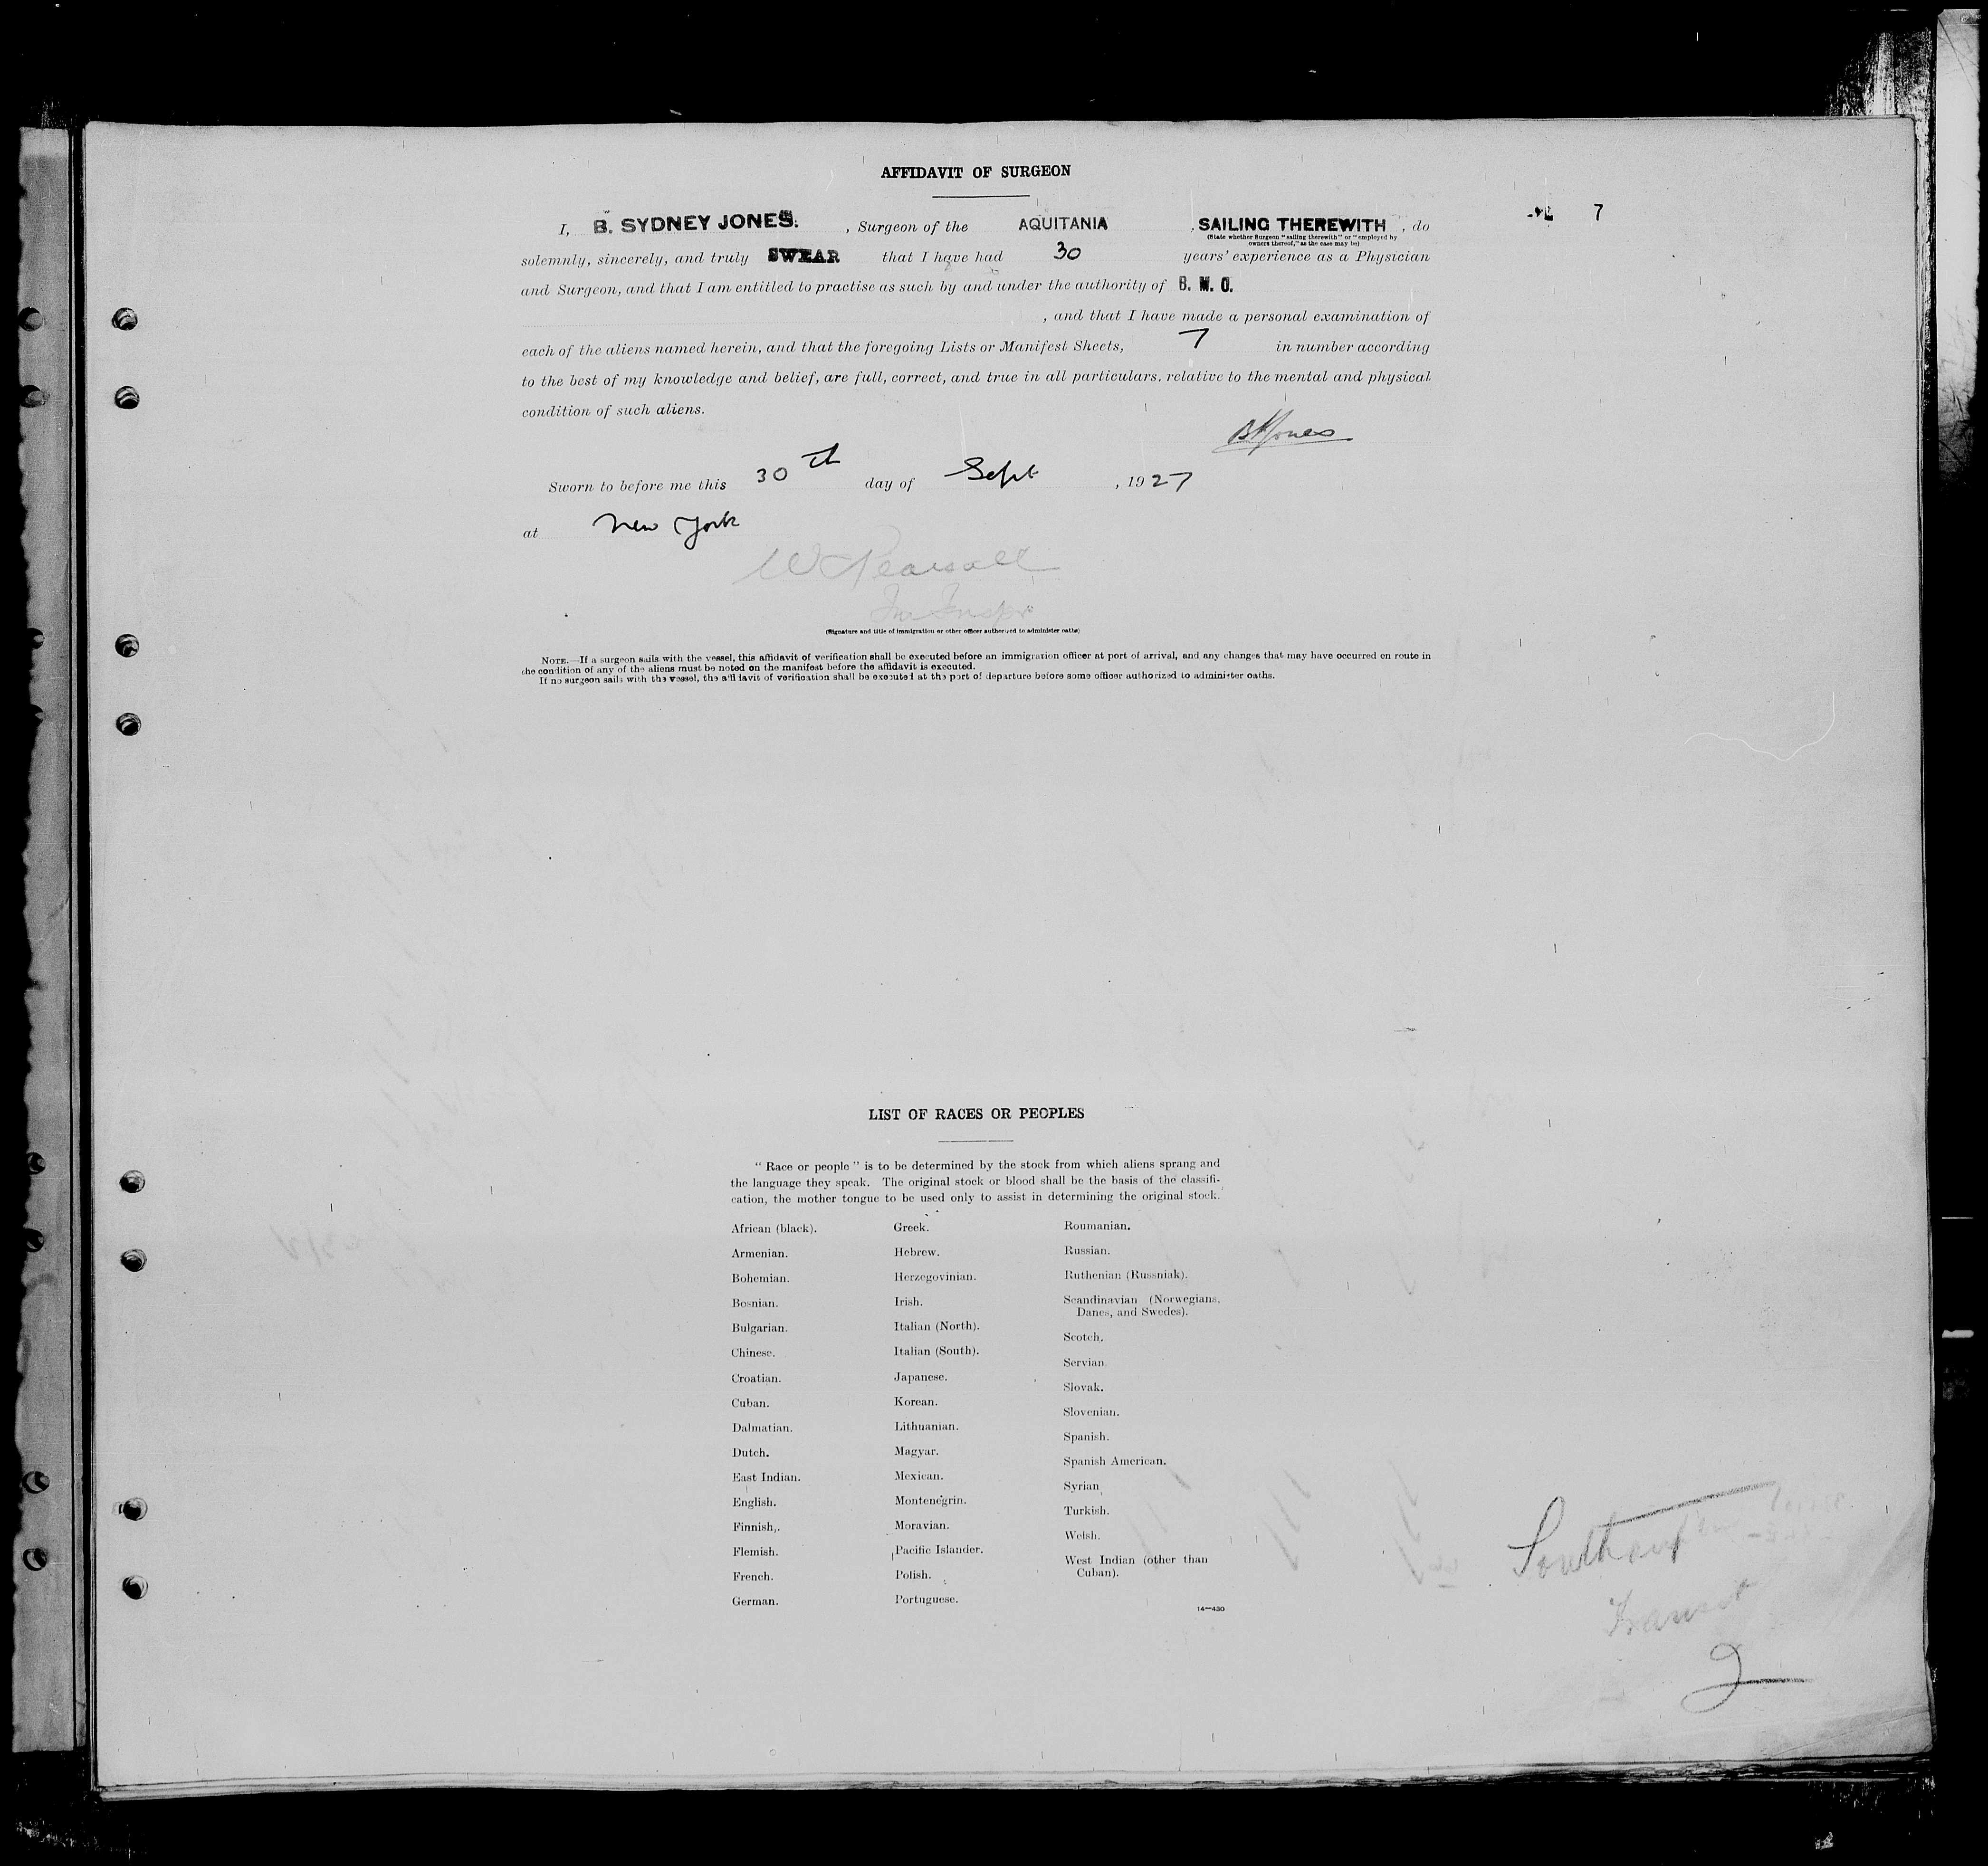 AFFIDAVIT OF SURGEON
7
I, B. SYDNEY JONES. , Surgeon of the AQUITANIA , SAILING THEREWITH , do
(State whether Surgeon "sailing therewith" or "employed by
owners thereof," as the case may be)
solemnly, sincerely, and truly SWEAR that I have had 30 years' experience as a Physician
and Surgeon, and that I am entitled to practise as such by and under the authority of B. M. O.
, and that I have made a personal examination of
each of the aliens named herein, and that the foregoing Lists or Manifest Sheets, 7 in number according
to the best of my knowledge and belief, are full, correct, and true in all particulars, relative to the mental and physical
condition of such aliens.
BSJones
Sworn to before me this 30th day of Sept , 1927
at New York
W Pearsall
Im Inspr
(Signature and title of immigration or other officer authorized to administer oaths)
NOTE.—If a surgeon sails with the vessel, this affidavit of verification shall be executed before an immigration officer at port of arrival, and any changes that may have occurred en route in
the condition of any of the aliens must be noted on the manifest before the affidavit is executed.
If no surgeon sails with the vessel, the affidavit of verification shall be executed at the port of departure before some officer authorized to administer oaths.
LIST OF RACES OR PEOPLES
" Race or people " is to be determined by the stock from which aliens sprang and
the language they speak. The original stock or blood shall be the basis of the classifi-
cation, the mother tongue to be used only to assist in determining the original stock.
African (black).
Armenian.
Bohemian.
Bosnian.
Bulgarian.
Chinese.
Croatian.
Cuban.
Dalmatian.
Dutch.
East Indian.
English.
Finnish.
Flemish.
French.
German.
Greek.
Hebrew.
Herzegovinian.
Irish.
Italian (North).
Italian (South).
Japanese.
Korean.
Lithuanian.
Magyar.
Mexican.
Montenegrin.
Moravian.
Pacific Islander.
Polish.
Portuguese.
Roumanian.
Russian.
Ruthenian (Russniak).
Scandinavian (Norwegians,
Danes, and Swedes).
Scotch.
Servian.
Slovak.
Slovenian.
Spanish.
Spanish American.
Syrian
Turkish.
Welsh.
West Indian (other than
Cuban).
14—430
Southampt
Transit
2